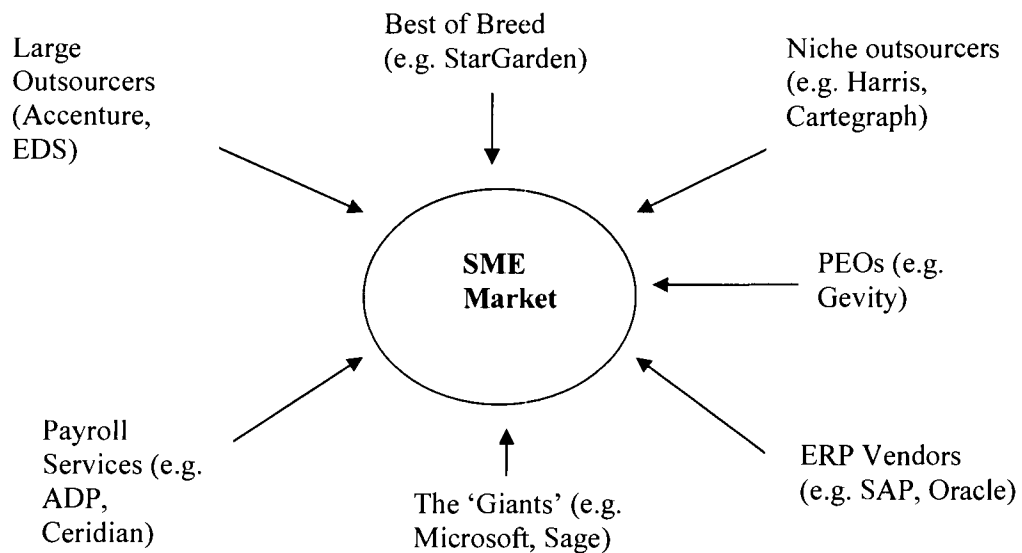 Large
Outsourcers
(Accenture,
EDS)
Best of Breed
(e.g. StarGarden)
Niche outsourcers
(e.g. Harris,
Cartegraph)
SME
Market
PEOs (e.g.
Gevity)
Payroll
Services (e.g.
ADP,
Ceridian)
The ‘Giants’ (e.g.
Microsoft, Sage)
ERP Vendors
(e.g. SAP, Oracle)